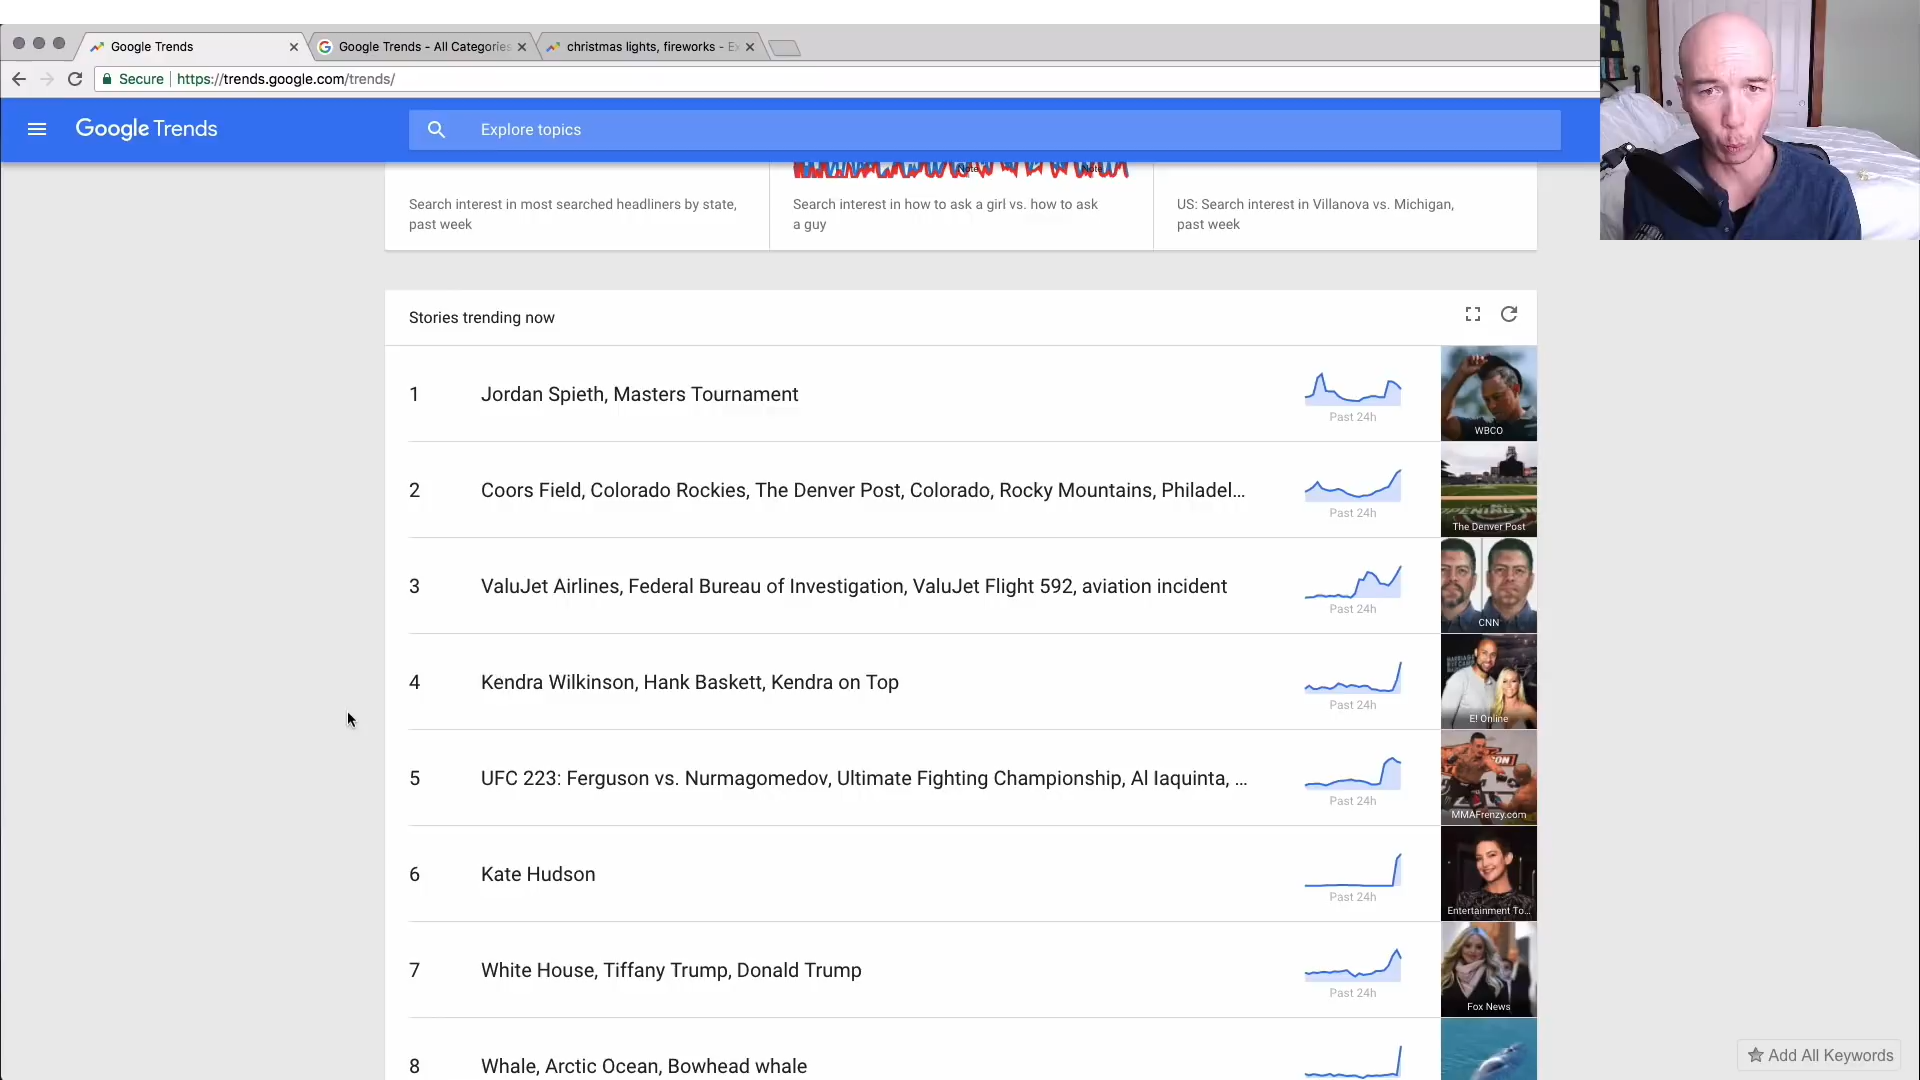 Google Trends
Google Trends - All Categories
christmas lights, fireworks - Ex
Secure
https://trends.google.com/trends/
Google Trends
Explore topics
Note
Note
Search interest in most searched headliners by state,
past week
Search interest in how to ask a girl vs. how to ask
a guy
US: Search interest in Villanova vs. Michigan,
past week
Stories trending now
1
Jordan Spieth, Masters Tournament
Past 24h
WBCO
2
Coors Field, Colorado Rockies, The Denver Post, Colorado, Rocky Mountains, Philadel...
Past 24h
The Denver Post
3
ValuJet Airlines, Federal Bureau of Investigation, ValuJet Flight 592, aviation incident
Past 24h
CNN
4
Kendra Wilkinson, Hank Baskett, Kendra on Top
Past 24h
E! Online
5
UFC 223: Ferguson vs. Nurmagomedov, Ultimate Fighting Championship, Al Iaquinta, ...
Past 24h
MMAFrenzy.com
6
Kate Hudson
Past 24h
Entertainment To...
7
White House, Tiffany Trump, Donald Trump
Past 24h
Fox News
8
Whale, Arctic Ocean, Bowhead whale
Add All Keywords